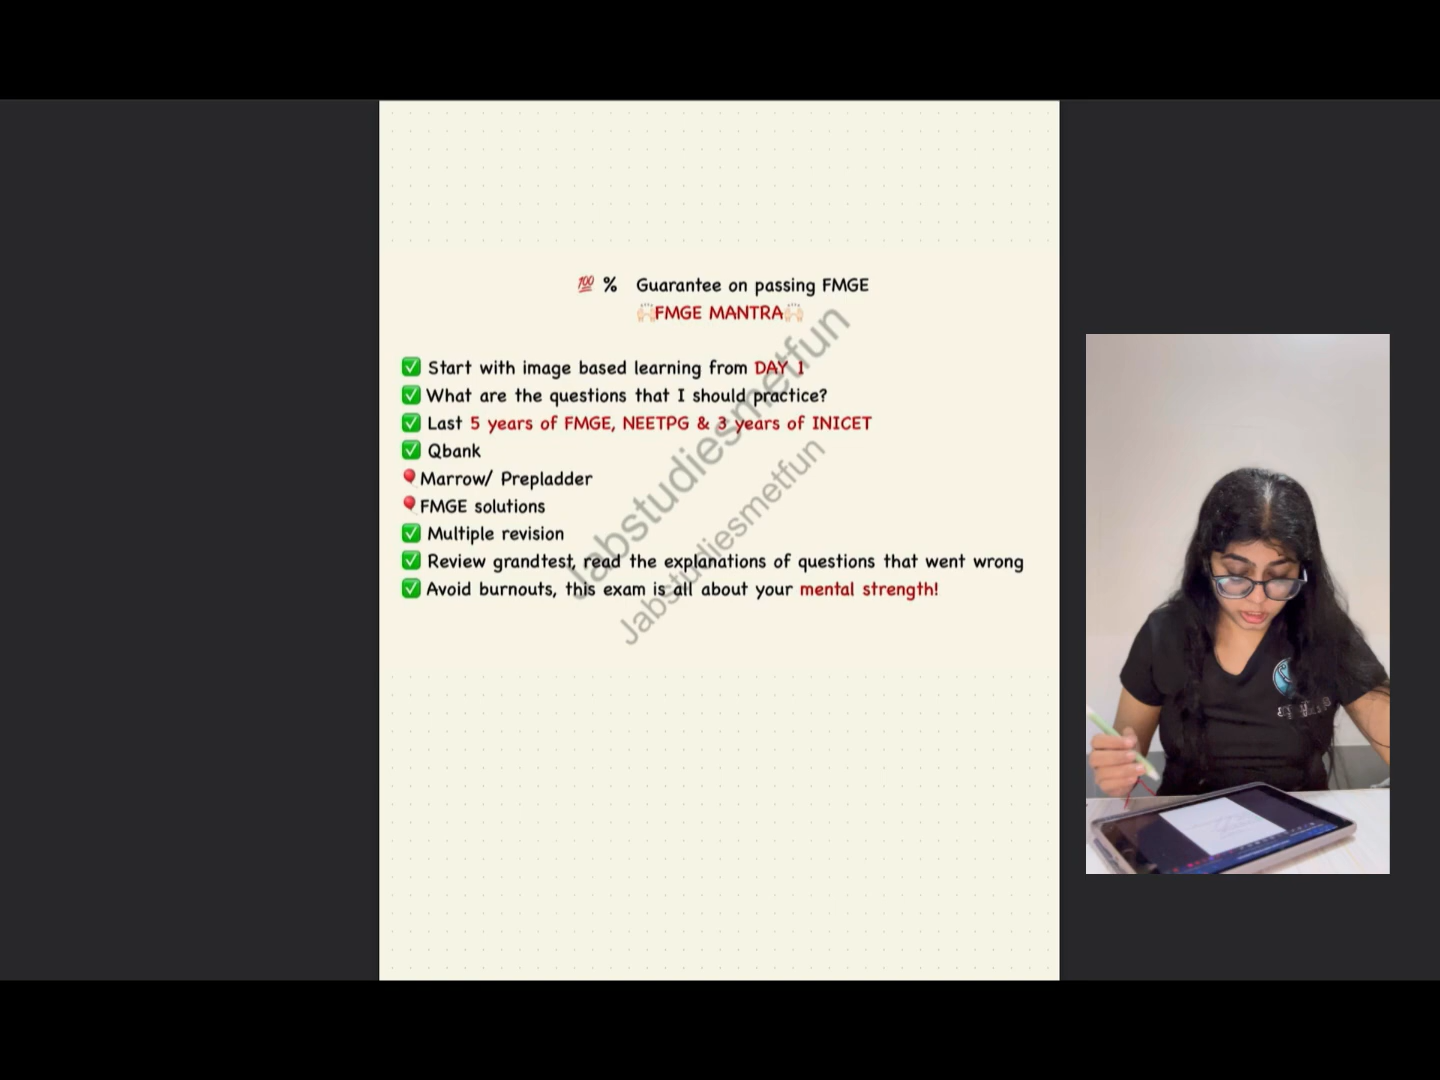 💯 % Guarantee on passing FMGE
🙌🏻FMGE MANTRA🙌🏻
✅ Start with image based learning from DAY 1
✅ What are the questions that I should practice?
✅ Last 5 years of FMGE, NEETPG & 3 years of INICET
✅ Qbank
🎈Marrow/ Prepladder
🎈FMGE solutions
✅ Multiple revision
✅ Review grandtest, read the explanations of questions that went wrong
✅ Avoid burnouts, this exam is all about your mental strength!
Jabstudiesmetfun
Jabstudiesmetfun